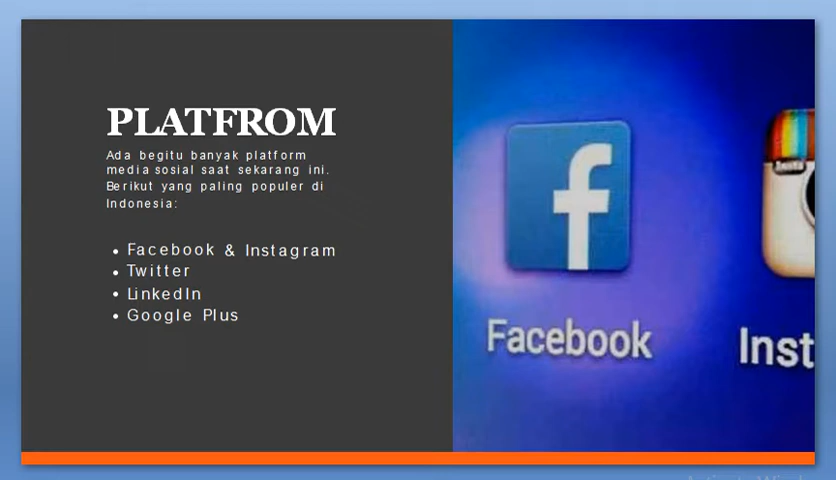 PLATFROM
Ada begitu banyak platform
media sosial saat sekarang ini.
Berikut yang paling populer di
Indonesia:
• Facebook & Instagram
• Twitter
• LinkedIn
• Google Plus
Insta
Facebook
Inst